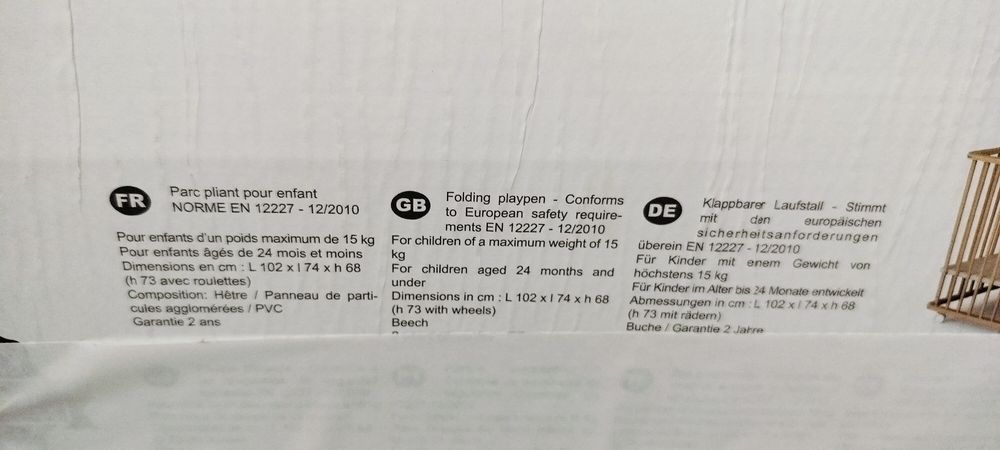 FR
Parc pliant pour enfant
NORME EN 12227 - 12/2010
Pour enfants d'un poids maximum de 15 kg
Pour enfants âgés de 24 mois et moins
Dimensions en cm : L 102 x l 74 x h 68
(h 73 avec roulettes)
Composition: Hêtre / Panneau de parti-
cules agglomérées / PVC
Garantie 2 ans
GB
Folding playpen - Conforms
to European safety require-
ments EN 12227 - 12/2010
For children of a maximum weight of 15
kg
For children aged 24 months and
under
Dimensions in cm : L 102 x l 74 x h 68
(h 73 with wheels)
Beech
DE
Klappbarer Laufstall - Stimmt
mit den europäischen
sicherheitsanforderungen
überein EN 12227 - 12/2010
Für Kinder mit enem Gewicht von
höchstens 15 kg
Für Kinder im Alter bis 24 Monate entwickelt
Abmessungen in cm : L 102 x l 74 x h 68
(h 73 mit rädern)
Buche / Garantie 2 Jahre